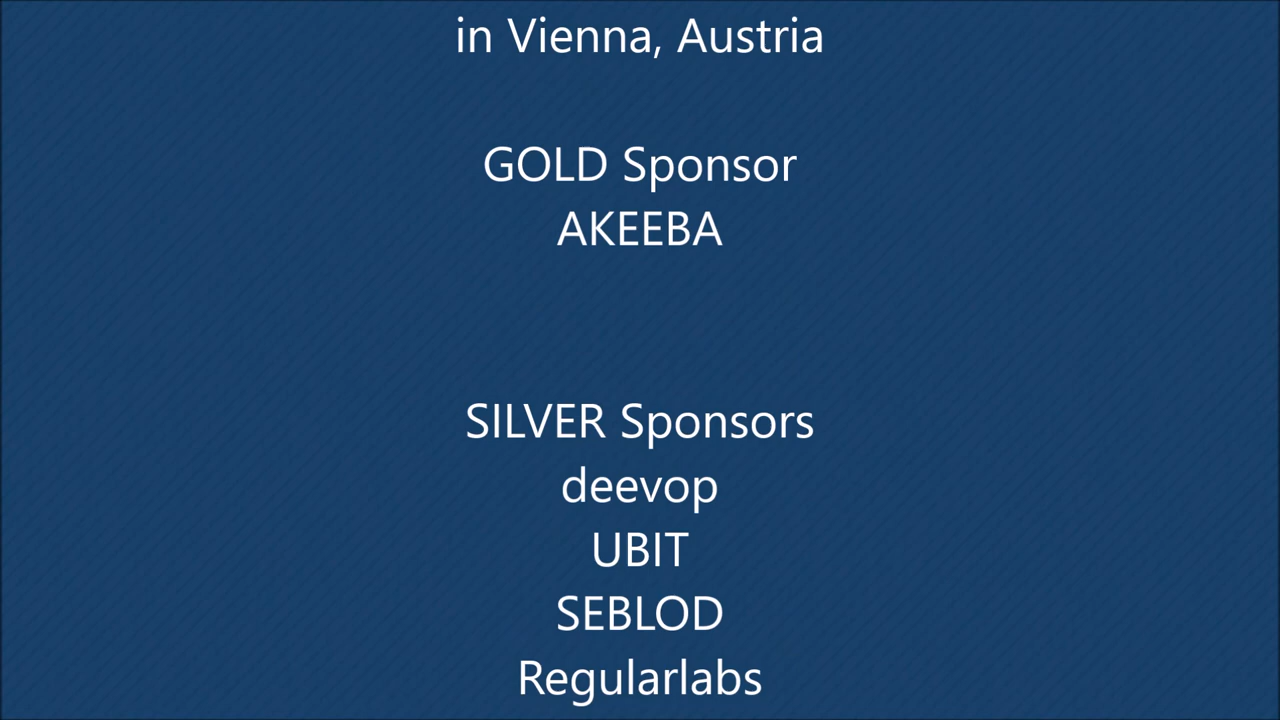 in Vienna, Austria
GOLD Sponsor
AKEEBA
SILVER Sponsors
deevop
UBIT
SEBLOD
Regularlabs